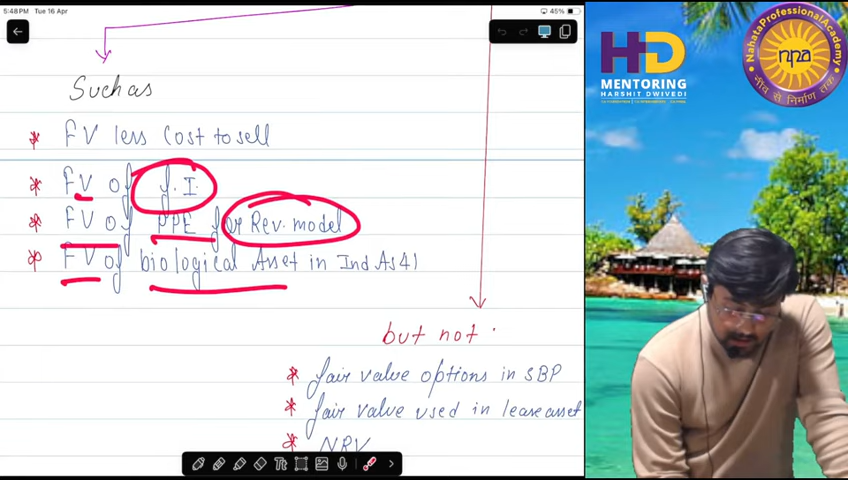 5:48 PM Tue 16 Apr
45%
Such as
* FV less Cost to sell
* FV of f.I.
* FV of PPE for Rev. model
* FV of biological Asset in Ind As 41
but not
* fair value options in SBP
* fair value used in lease asset
* NRV
Tt
HD
MENTORING
HARSHIT DWIVEDI
Nahata Professional Academy
npa
नींव से निर्माण तक